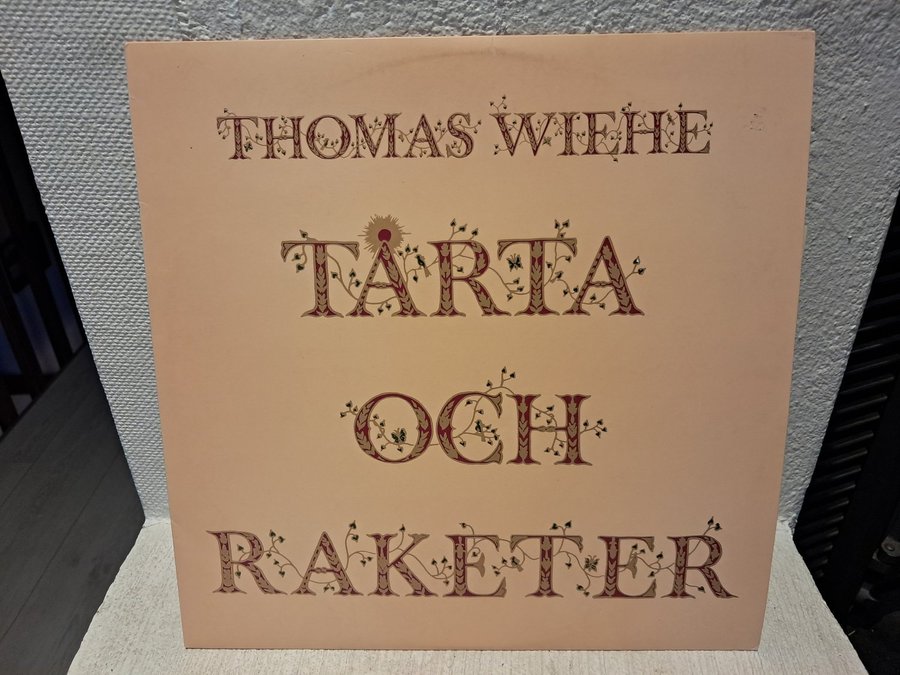 THOMAS WIEHE
TÅRTA
OCH
RAKETER